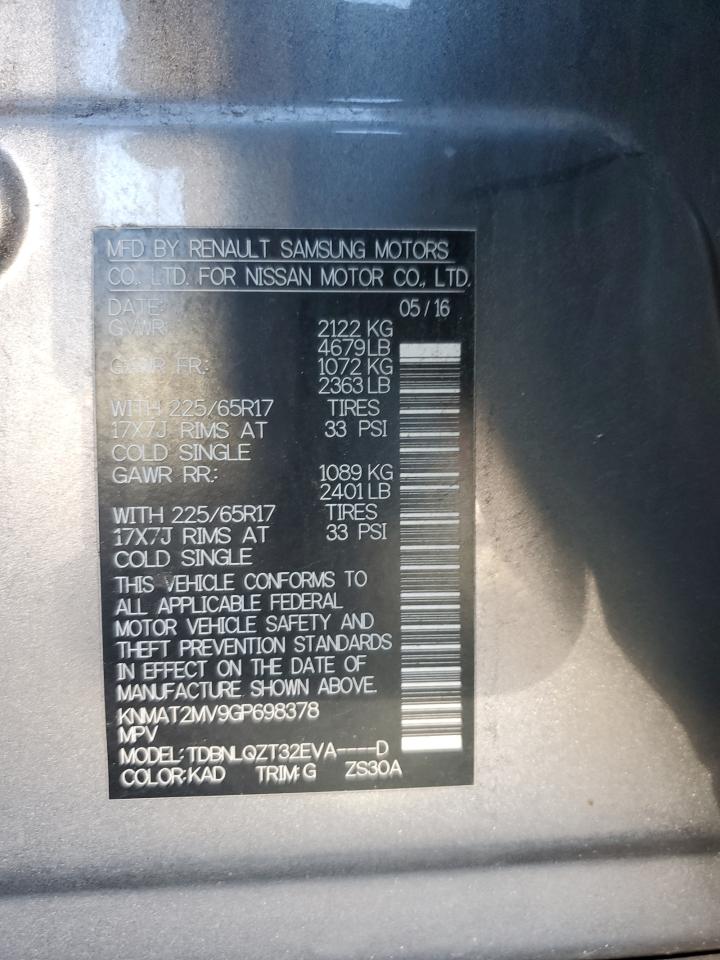 MFD BY RENAULT SAMSUNG MOTORS
CO., LTD. FOR NISSAN MOTOR CO., LTD.
DATE: 05/16
GVWR: 2122 KG
4679LB
GAWR FR.: 1072 KG
2363 LB
WITH 225/65R17 TIRES
17X7J RIMS AT 33 PSI
COLD SINGLE
GAWR RR.: 1089 KG
2401 LB
WITH 225/65R17 TIRES
17X7J RIMS AT 33 PSI
COLD SINGLE
THIS VEHICLE CONFORMS TO
ALL APPLICABLE FEDERAL
MOTOR VEHICLE SAFETY AND
THEFT PREVENTION STANDARDS
IN EFFECT ON THE DATE OF
MANUFACTURE SHOWN ABOVE.
KNMAT2MV9GP698378
MPV
MODEL: TDBNLQZT32EVA----D
COLOR:KAD TRIM:G ZS30A